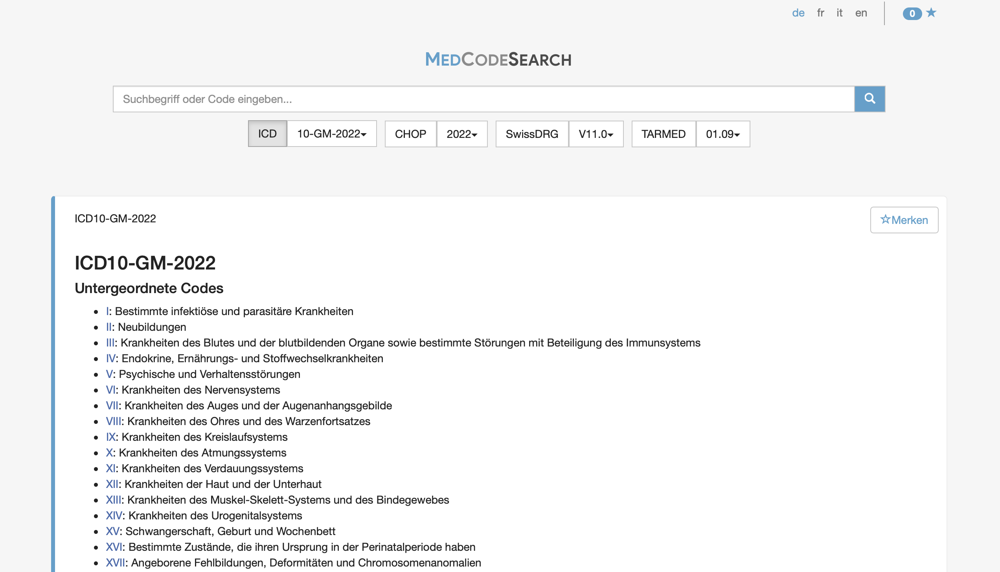 de fr it en 0
MEDCODESEARCH
Suchbegriff oder Code eingeben...
ICD 10-GM-2022 CHOP 2022 SwissDRG V11.0 TARMED 01.09
ICD10-GM-2022 Merken
ICD10-GM-2022
Untergeordnete Codes
I: Bestimmte infektiöse und parasitäre Krankheiten
II: Neubildungen
III: Krankheiten des Blutes und der blutbildenden Organe sowie bestimmte Störungen mit Beteiligung des Immunsystems
IV: Endokrine, Ernährungs- und Stoffwechselkrankheiten
V: Psychische und Verhaltensstörungen
VI: Krankheiten des Nervensystems
VII: Krankheiten des Auges und der Augenanhangsgebilde
VIII: Krankheiten des Ohres und des Warzenfortsatzes
IX: Krankheiten des Kreislaufsystems
X: Krankheiten des Atmungssystems
XI: Krankheiten des Verdauungssystems
XII: Krankheiten der Haut und der Unterhaut
XIII: Krankheiten des Muskel-Skelett-Systems und des Bindegewebes
XIV: Krankheiten des Urogenitalsystems
XV: Schwangerschaft, Geburt und Wochenbett
XVI: Bestimmte Zustände, die ihren Ursprung in der Perinatalperiode haben
XVII: Angeborene Fehlbildungen, Deformitäten und Chromosomenanomalien